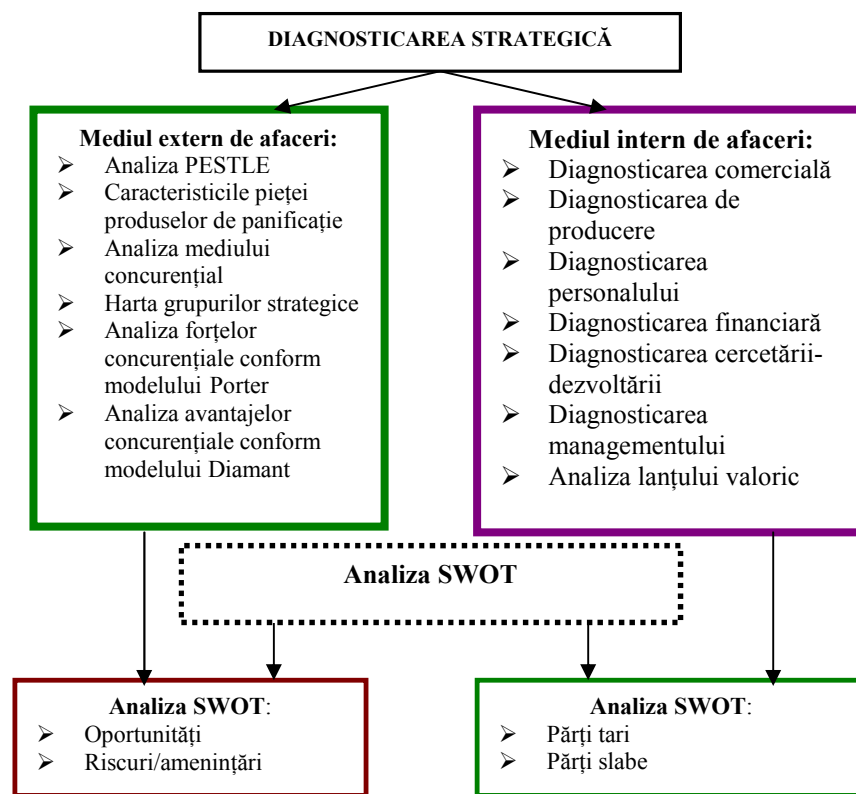 DIAGNOSTICAREA STRATEGICĂ
Mediul extern de afaceri:
➢ Analiza PESTLE
➢ Caracteristicile pieței
produselor de panificație
➢ Analiza mediului
concurențial
➢ Harta grupurilor strategice
➢ Analiza forțelor
concurențiale conform
modelului Porter
➢ Analiza avantajelor
concurențiale conform
modelului Diamant
Mediul intern de afaceri:
➢ Diagnosticarea comercială
➢ Diagnosticarea de
producere
➢ Diagnosticarea
personalului
➢ Diagnosticarea financiară
➢ Diagnosticarea cercetării-
dezvoltării
➢ Diagnosticarea
managementului
➢ Analiza lanțului valoric
Analiza SWOT
Analiza SWOT:
➢ Oportunități
➢ Riscuri/amenințări
Analiza SWOT:
➢ Părți tari
➢ Părți slabe